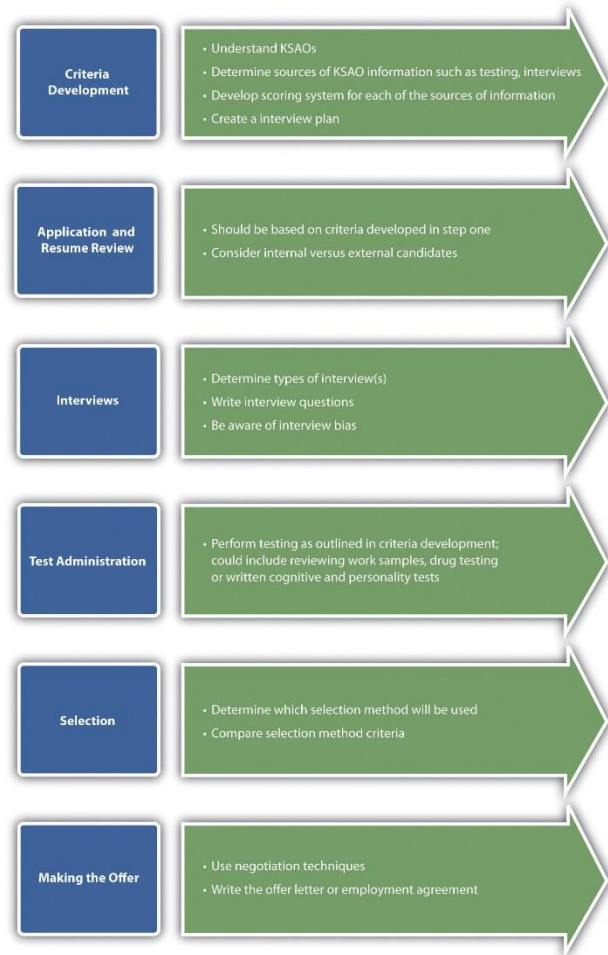 Criteria
Development
• Understand KSAOs
• Determine sources of KSAO information such as testing, interviews
• Develop scoring system for each of the sources of information
• Create a interview plan
Application and
Resume Review
• Should be based on criteria developed in step one
• Consider internal versus external candidates
Interviews
• Determine types of interview(s)
• Write interview questions
• Be aware of interview bias
Test Administration
• Perform testing as outlined in criteria development;
could include reviewing work samples, drug testing
or written cognitive and personality tests
Selection
• Determine which selection method will be used
• Compare selection method criteria
Making the Offer
• Use negotiation techniques
• Write the offer letter or employment agreement